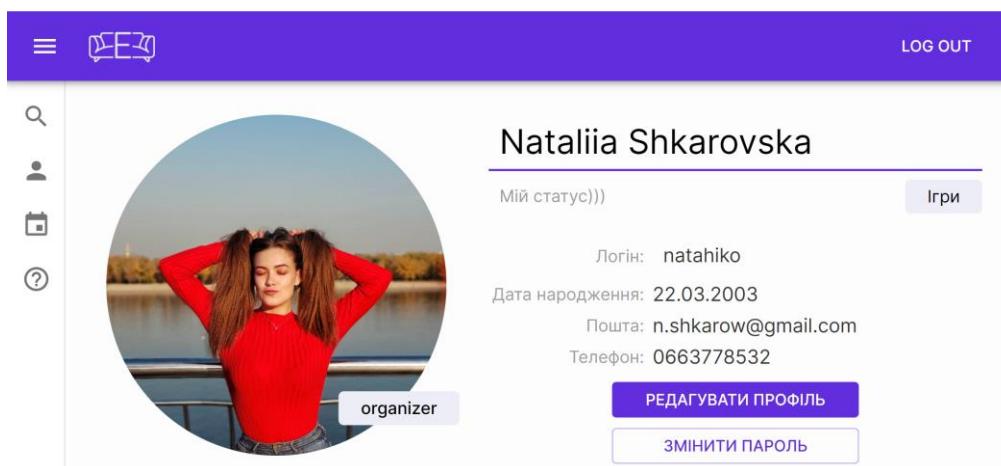 LOG OUT
Nataliia Shkarovska
Мій статус)))
Ігри
Логін: natahiko
Дата народження: 22.03.2003
Пошта: n.shkarow@gmail.com
Телефон: 0663778532
organizer
РЕДАГУВАТИ ПРОФІЛЬ
ЗМІНИТИ ПАРОЛЬ